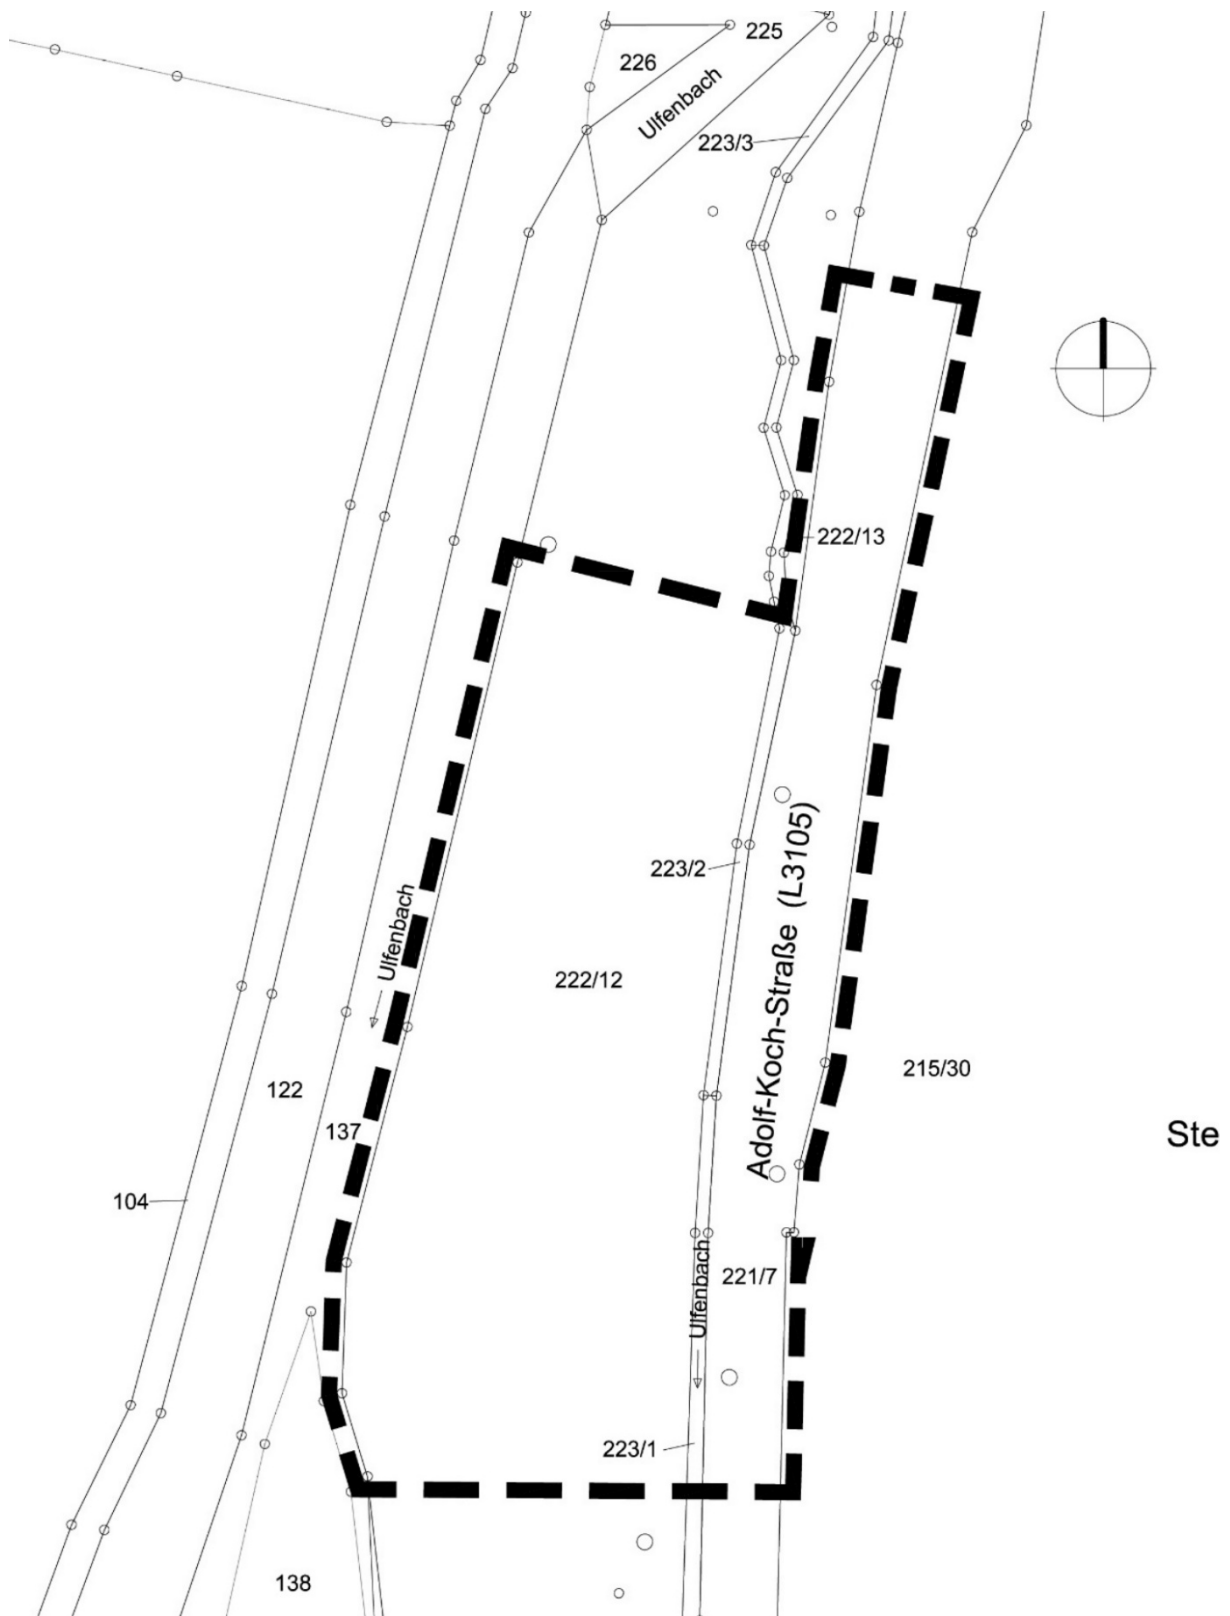 225
226
Ulfenbach
223/3
222/13
223/2
Adolf-Koch-Straße (L3105)
Ulfenbach
222/12
215/30
122
137
Ste
104
Ulfenbach
221/7
223/1
138